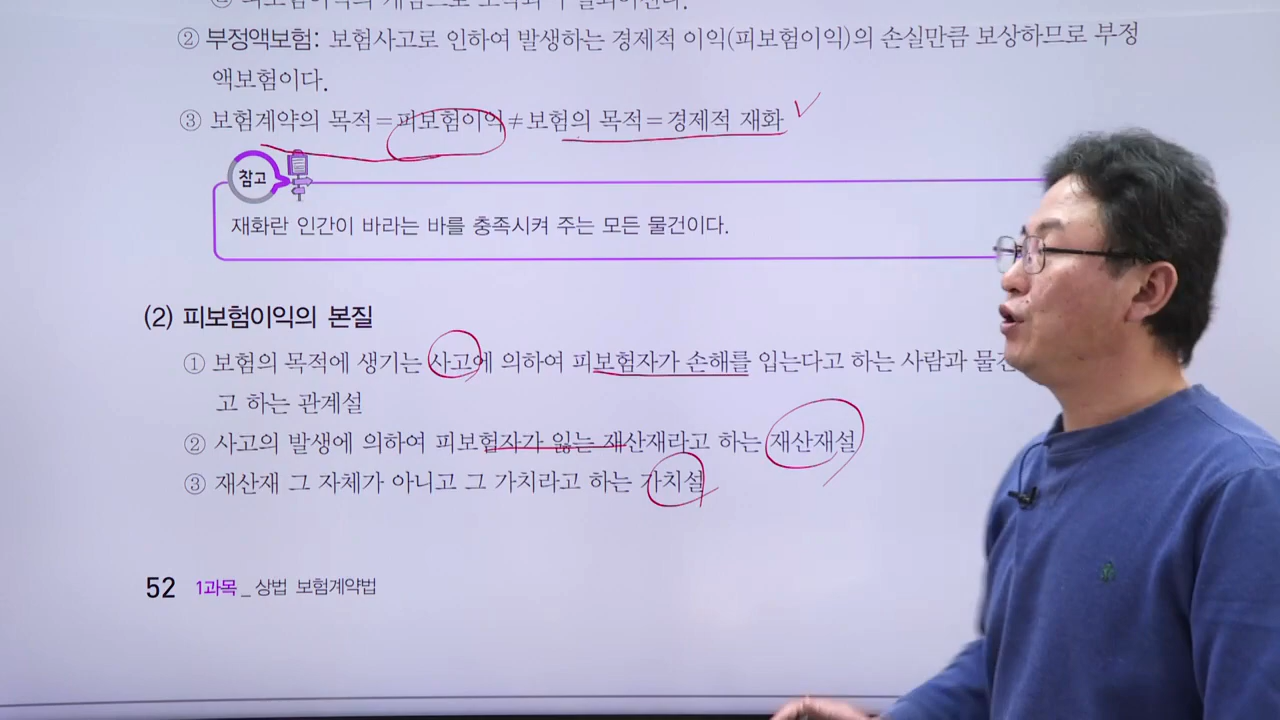 ② 부정액보험: 보험사고로 인하여 발생하는 경제적 이익(피보험이익)의 손실만큼 보상하므로 부정
액보험이다.
③ 보험계약의 목적=피보험이익≠보험의 목적=경제적 재화
참고
재화란 인간이 바라는 바를 충족시켜 주는 모든 물건이다.
(2) 피보험이익의 본질
① 보험의 목적에 생기는 사고에 의하여 피보험자가 손해를 입는다고 하는 사람과
고 하는 관계설
② 사고의 발생에 의하여 피보험자가 잃는 재산재라고 하는 재산재설
③ 재산재 그 자체가 아니고 그 가치라고 하는 가치설
52 1과목 _ 상법 보험계약법